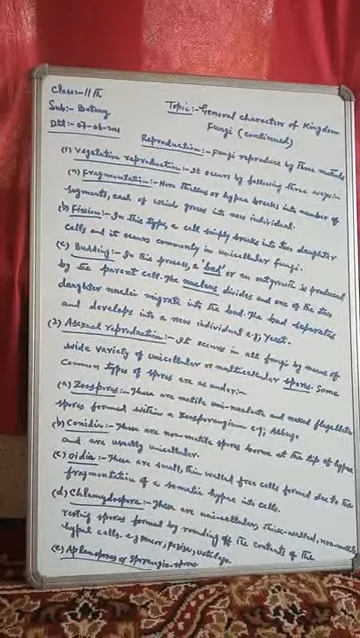 Class:- 11th
Sub:- Botany
Dtd:- 07-06-2021
Topic:- General characters of Kingdom
Fungi (continued)
Reproduction:- Fungi reproduce by three methods
(1) Vegetative reproduction:- It occurs by following three ways:-
(a) Fragmentation:- Here thallus or hypha breaks into number of
segments, each of which grows into new individual.
(b) Fission:- In this type, a cell simply breaks into two daughter
cells and it occurs commonly in unicellular fungi.
(c) Budding:- In this process, a 'bud' or an outgrowth is produced
by the parent cell. The nucleus divides and one of the two
daughter nuclei migrate into the bud. The bud separates
and develops into a new individual e.g; yeast.
(2) Asexual reproduction:- It occurs in all fungi by means of
wide variety of unicellular or multicellular spores. Some
common types of spores are as under:-
(a) Zoospores:- These are motile uni-nucleate and naked flagellate
spores formed within a Zoosporangium e.g; Albugo
(b) Conidia:- These are non-motile spores borne at the tip of hyphae
and are usually unicellular.
(c) Oidia:- These are small, thin walled free cells formed due to the
fragmentation of a somatic hyphae into cells.
(d) Chlamydospore:- These are unicellular, thick-walled, non-motile
resting spores formed by rounding off the contents of the
hyphal cells. e.g mucor, peziza, ustilago.
(e) Aplanospores or Sporangio-spore